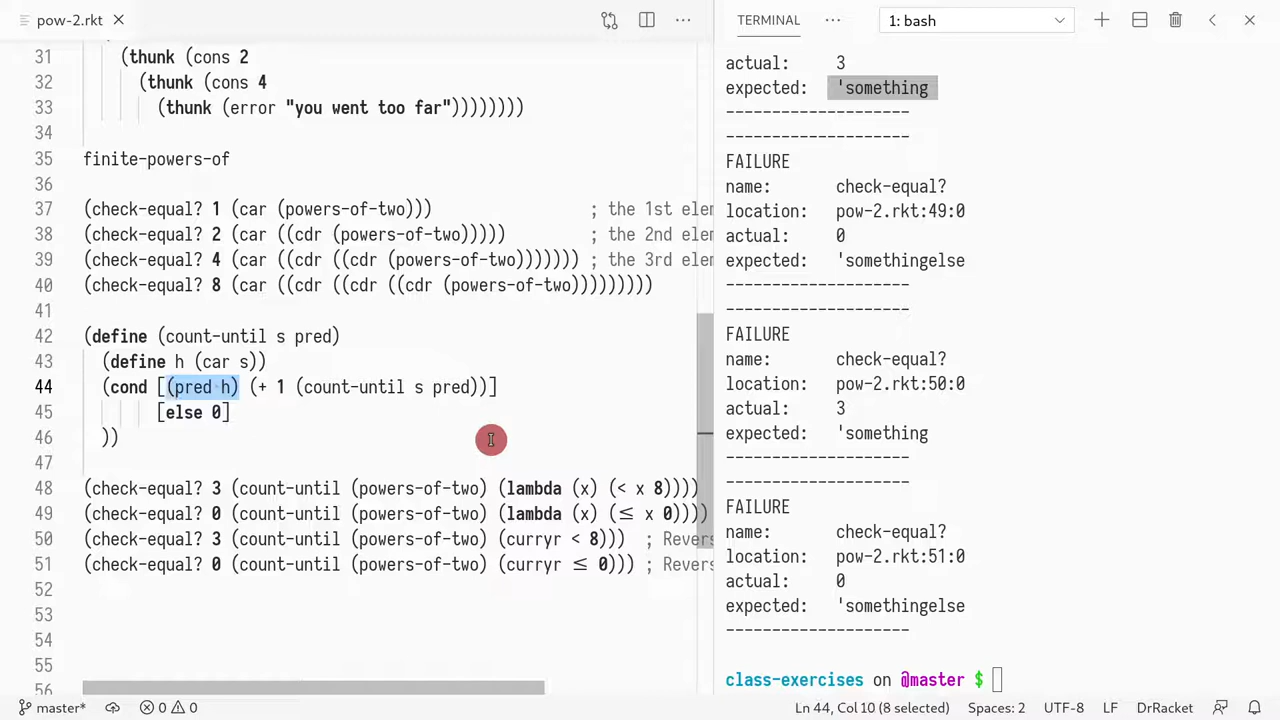 pow-2.rkt
TERMINAL
1: bash
31 (thunk (cons 2
32 (thunk (cons 4
33 (thunk (error "you went too far"))))))))
34
35 finite-powers-of
36
37 (check-equal? 1 (car (powers-of-two))) ; the 1st elem
38 (check-equal? 2 (car ((cdr (powers-of-two))))) ; the 2nd elem
39 (check-equal? 4 (car ((cdr ((cdr (powers-of-two))))))) ; the 3rd elem
40 (check-equal? 8 (car ((cdr ((cdr ((cdr (powers-of-two)))))))))
41
42 (define (count-until s pred)
43 (define h (car s))
44 (cond [(pred h) (+ 1 (count-until s pred))]
45 [else 0]
46 ))
47
48 (check-equal? 3 (count-until (powers-of-two) (lambda (x) (< x 8))))
49 (check-equal? 0 (count-until (powers-of-two) (lambda (x) (≤ x 0))))
50 (check-equal? 3 (count-until (powers-of-two) (curryr < 8))) ; Revers
51 (check-equal? 0 (count-until (powers-of-two) (curryr ≤ 0))) ; Revers
52
53
54
55
56
actual: 3
expected: 'something
--------------------
--------------------
FAILURE
name: check-equal?
location: pow-2.rkt:49:0
actual: 0
expected: 'somethingelse
--------------------
--------------------
FAILURE
name: check-equal?
location: pow-2.rkt:50:0
actual: 3
expected: 'something
--------------------
--------------------
FAILURE
name: check-equal?
location: pow-2.rkt:51:0
actual: 0
expected: 'somethingelse
--------------------
class-exercises on @master $
master* 0 0 Ln 44, Col 10 (8 selected) Spaces: 2 UTF-8 LF DrRacket